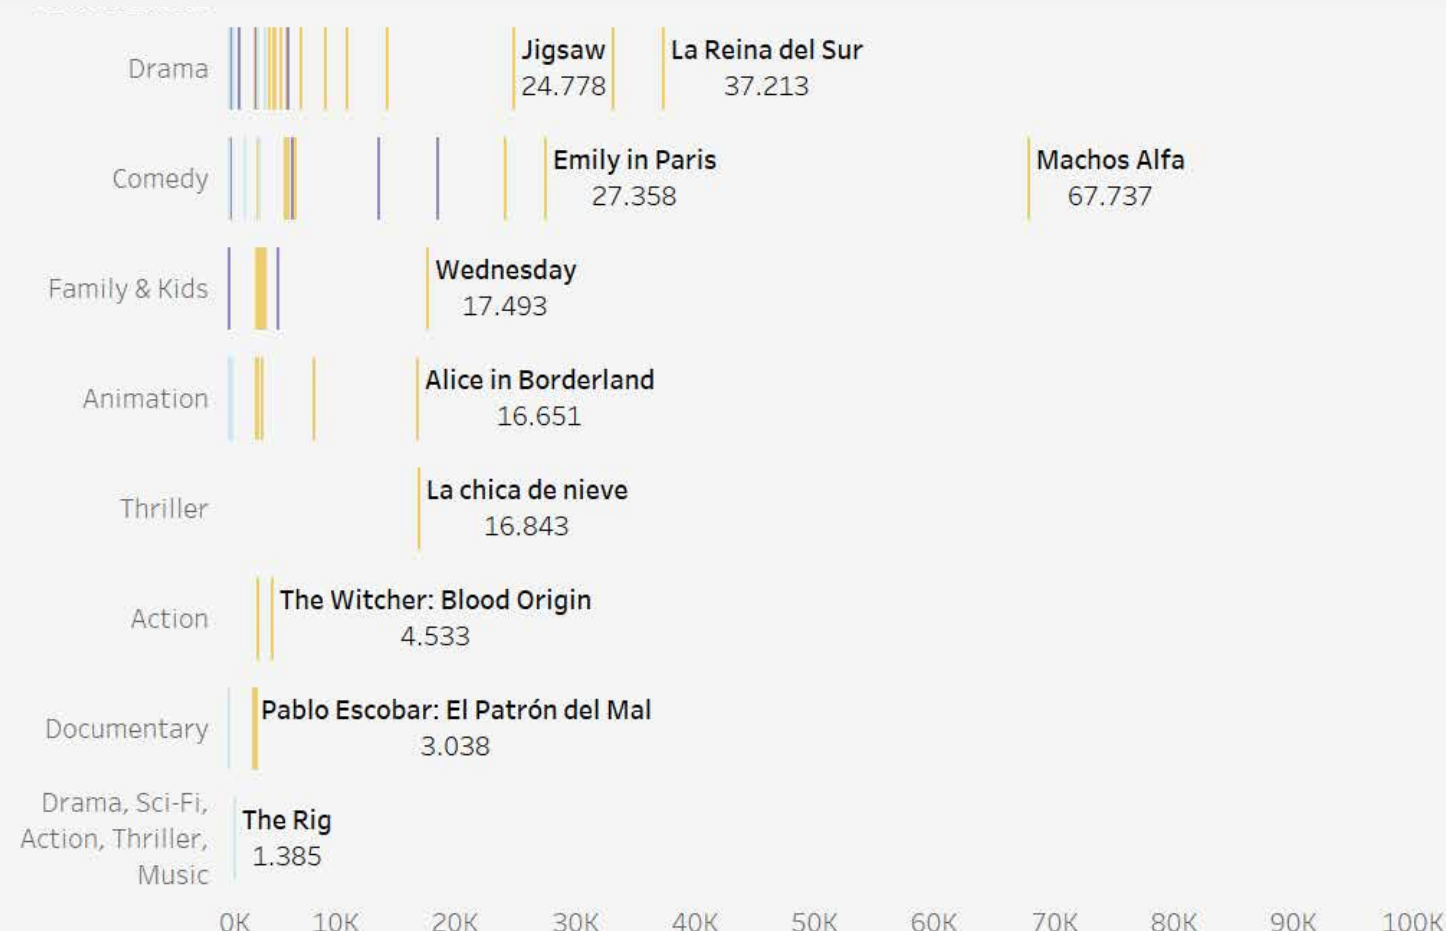 Drama
Jigsaw
24.778
La Reina del Sur
37.213
Comedy
Emily in Paris
27.358
Machos Alfa
67.737
Family & Kids
Wednesday
17.493
Animation
Alice in Borderland
16.651
Thriller
La chica de nieve
16.843
Action
The Witcher: Blood Origin
4.533
Documentary
Pablo Escobar: El Patrón del Mal
3.038
Drama, Sci-Fi,
Action, Thriller,
Music
The Rig
1.385
0K 10K 20K 30K 40K 50K 60K 70K 80K 90K 100K